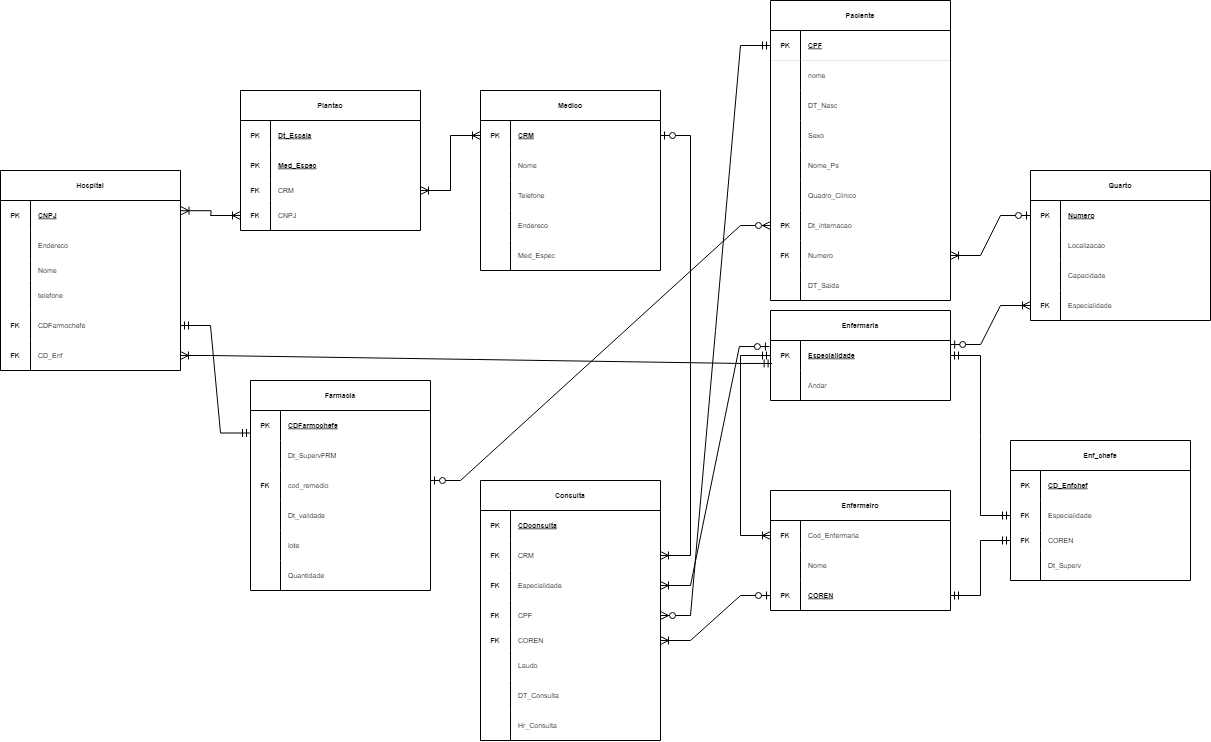 Paciente
PK CPF
nome
DT_Nasc
Sexo
Nome_Ps
Quadro_Clinico
PK Dt_internacao
FK Numero
DT_Saida
Plantao
PK Dt_Escala
PK Med_Espec
FK CRM
FK CNPJ
Medico
PK CRM
Nome
Telefone
Endereco
Med_Espec
Hospital
PK CNPJ
Endereco
Nome
telefone
FK CDFarmochefe
FK CD_Enf
Quarto
PK Numero
Localizacao
Capacidade
FK Especialidade
Enfermaria
PK Especialidade
Andar
Farmacia
PK CDFarmochefe
Dt_SupervFRM
FK cod_remedio
Dt_validade
lote
Quantidade
Enf_chefe
PK CD_Enfchef
FK Especialidade
FK COREN
Dt_Superv
Consulta
PK CDconsulta
FK CRM
FK Especialidade
FK CPF
FK COREN
Laudo
DT_Consulta
Hr_Consulta
Enfermeiro
FK Cod_Enfermaria
Nome
PK COREN